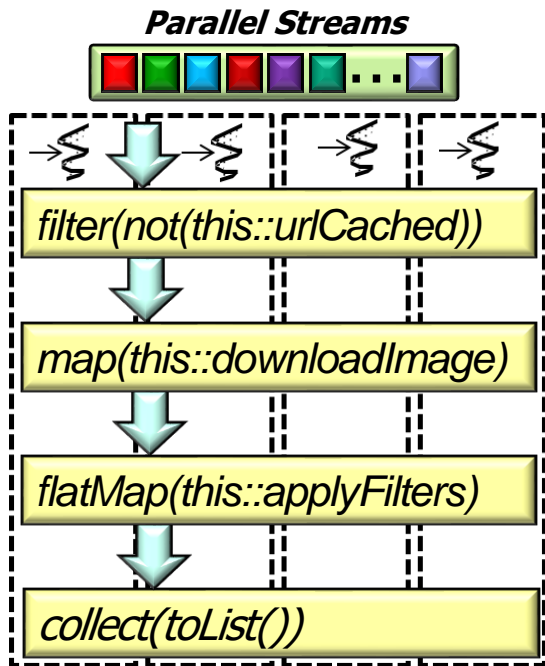 Parallel Streams
...
filter(not(this::urlCached))
map(this::downloadImage)
flatMap(this::applyFilters)
collect(toList())